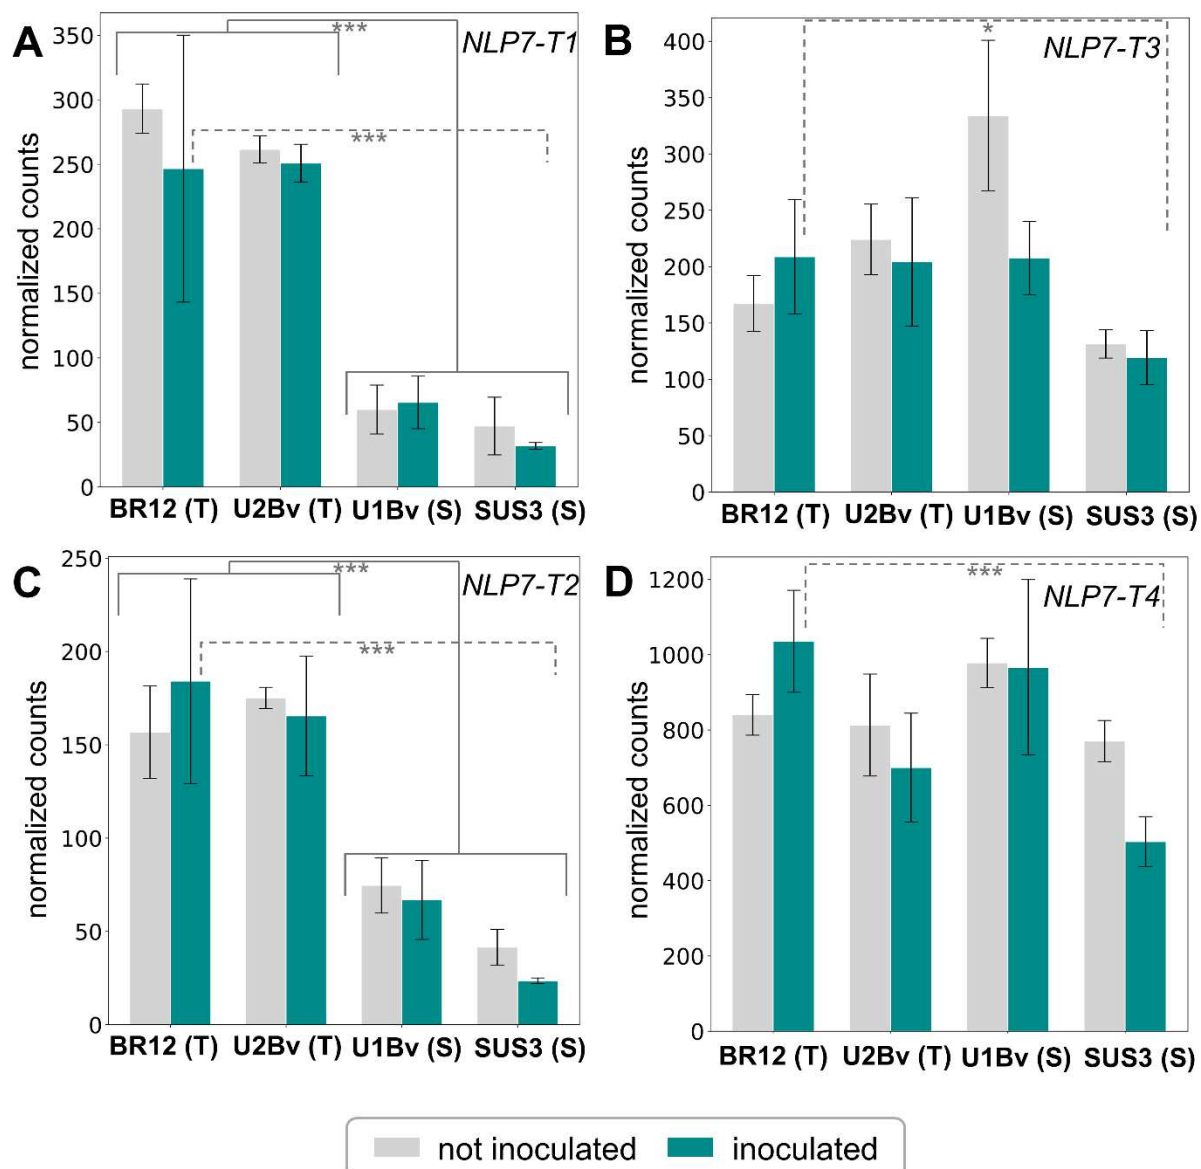 A
***
NLP7-T1
normalized counts
350
300
250
200
150
100
50
0
***
BR12 (T) U2Bv (T) U1Bv (S) SUS3 (S)
B
*
NLP7-T3
normalized counts
400
350
300
250
200
150
100
50
0
BR12 (T) U2Bv (T) U1Bv (S) SUS3 (S)
C
***
NLP7-T2
normalized counts
250
200
150
100
50
0
***
BR12 (T) U2Bv (T) U1Bv (S) SUS3 (S)
D
***
NLP7-T4
normalized counts
1200
1000
800
600
400
200
0
BR12 (T) U2Bv (T) U1Bv (S) SUS3 (S)
not inoculated inoculated